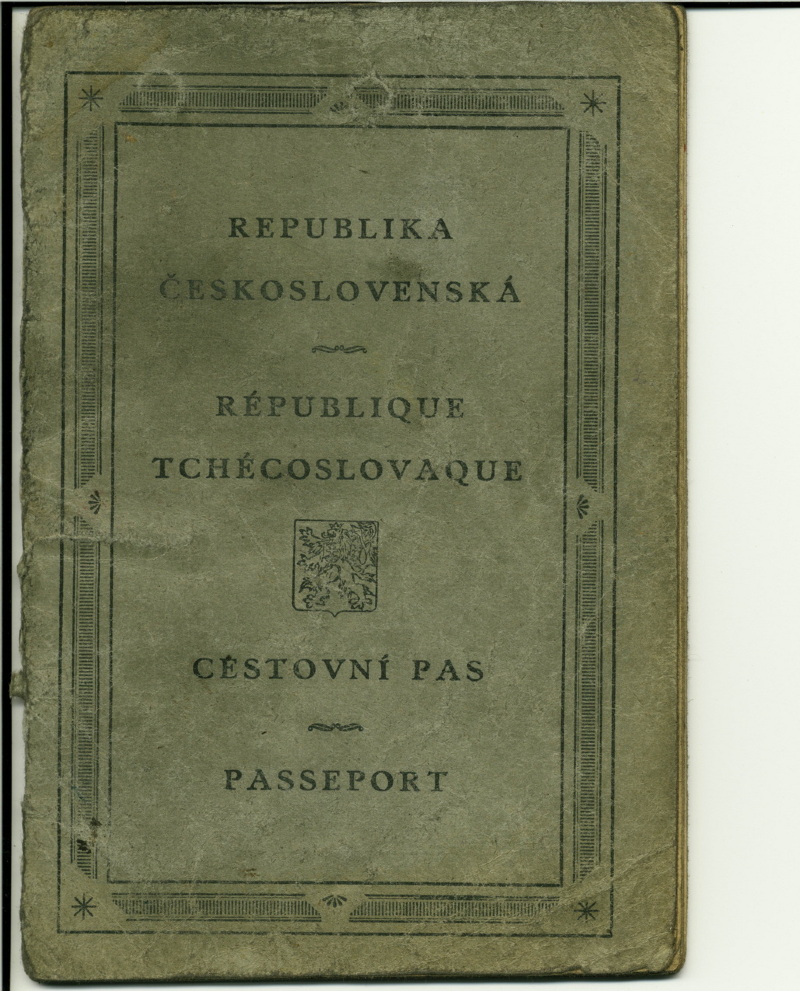 REPUBLIKA
ČESKOSLOVENSKÁ
RÉPUBLIQUE
TCHÉCOSLOVAQUE
CESTOVNÍ PAS
PASSEPORT